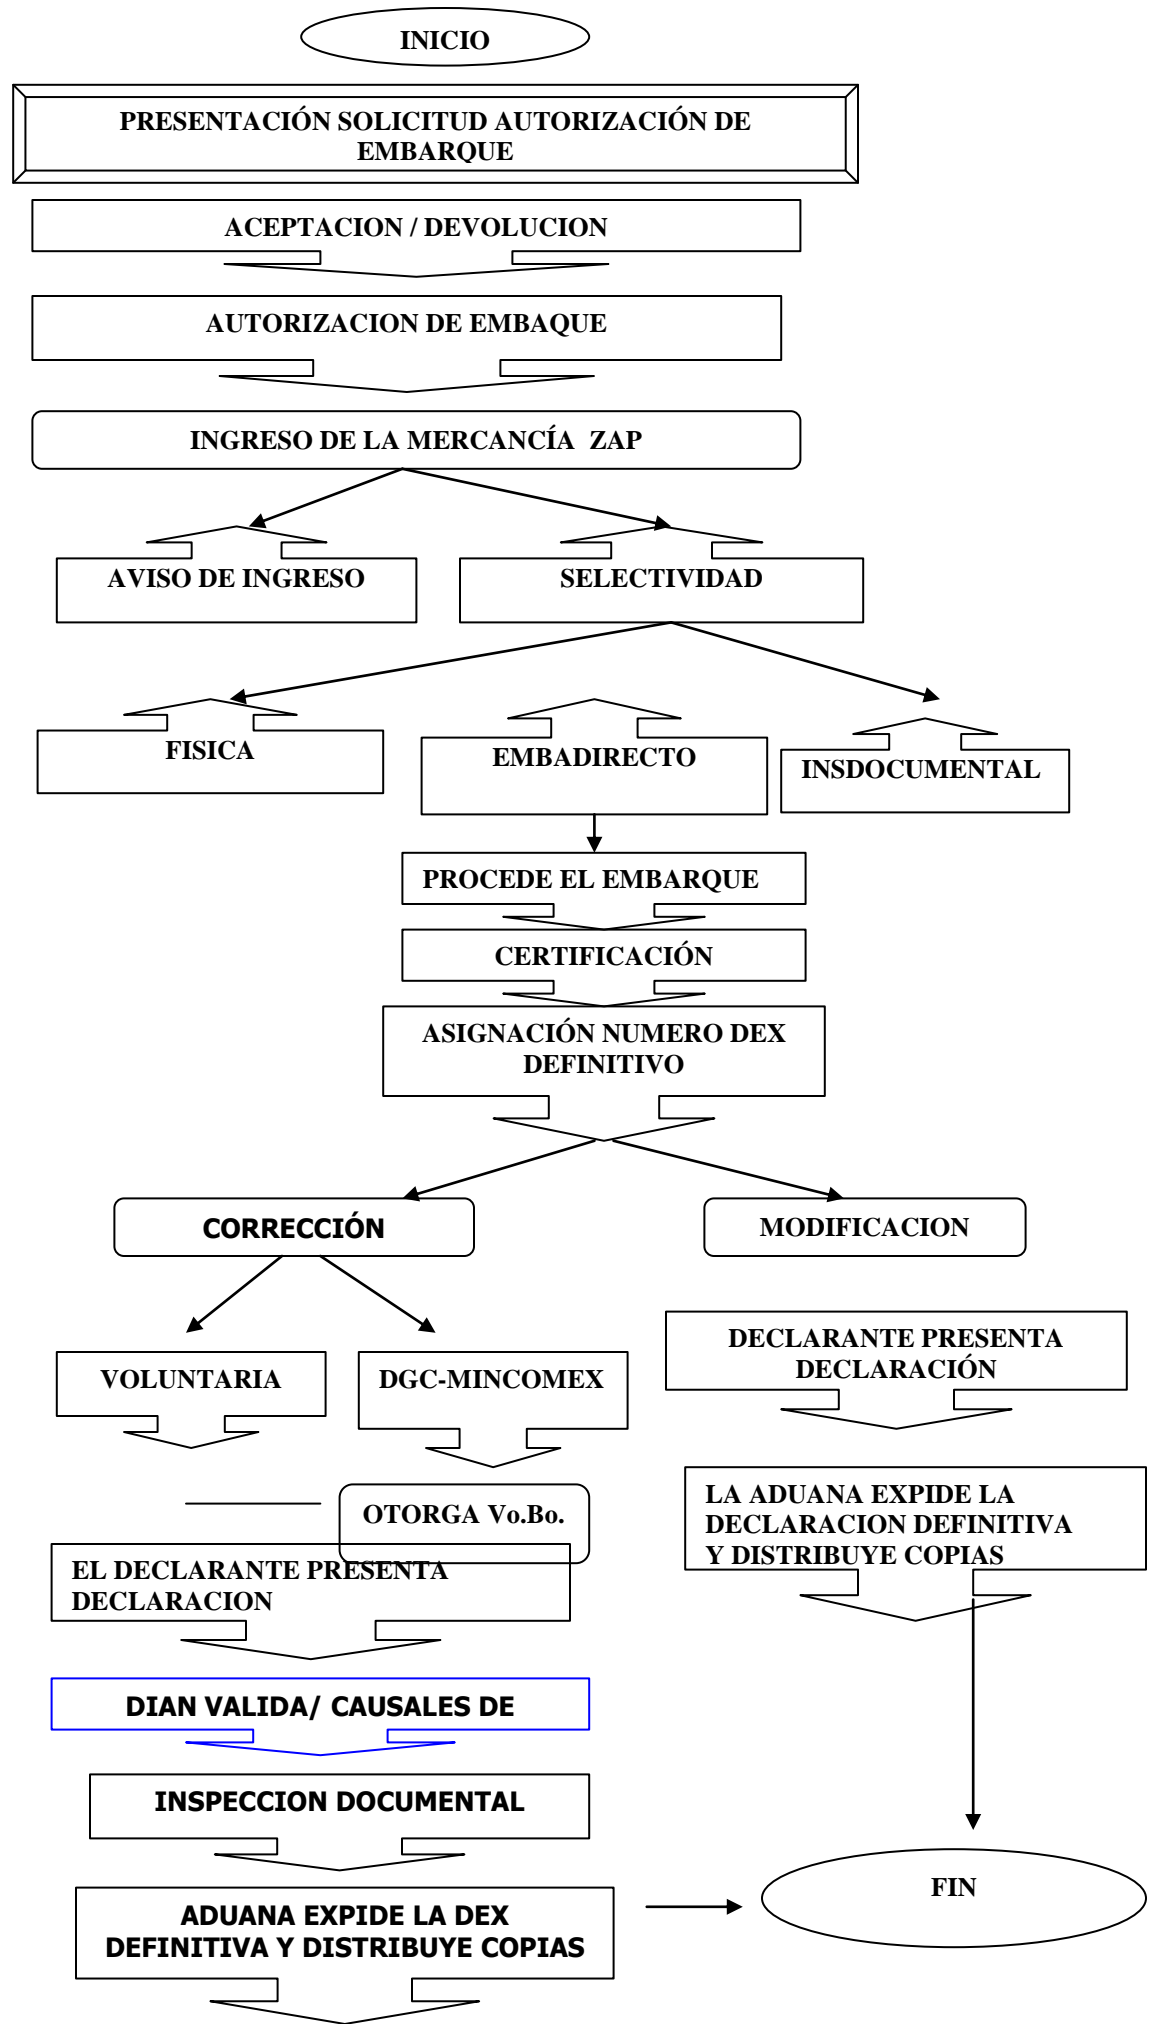 INICIO
PRESENTACIÓN SOLICITUD AUTORIZACIÓN DE
EMBARQUE
ACEPTACION / DEVOLUCION
AUTORIZACION DE EMBAQUE
INGRESO DE LA MERCANCÍA ZAP
AVISO DE INGRESO
SELECTIVIDAD
FISICA
EMBADIRECTO
INSDOCUMENTAL
PROCEDE EL EMBARQUE
CERTIFICACIÓN
ASIGNACIÓN NUMERO DEX
DEFINITIVO
CORRECCIÓN
MODIFICACION
VOLUNTARIA
DGC-MINCOMEX
DECLARANTE PRESENTA
DECLARACIÓN
OTORGA Vo.Bo.
LA ADUANA EXPIDE LA
DECLARACION DEFINITIVA
Y DISTRIBUYE COPIAS
EL DECLARANTE PRESENTA
DECLARACION
DIAN VALIDA/ CAUSALES DE
INSPECCION DOCUMENTAL
ADUANA EXPIDE LA DEX
DEFINITIVA Y DISTRIBUYE COPIAS
FIN